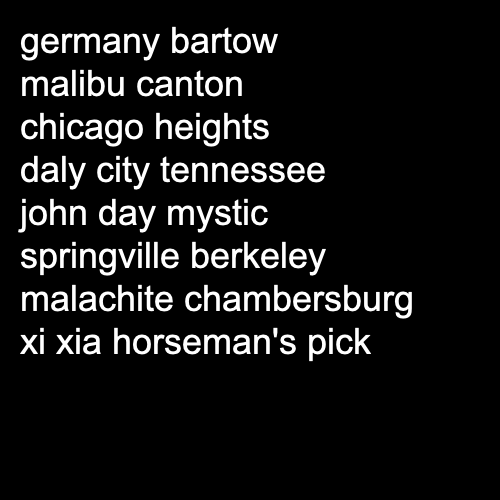 germany bartow
malibu canton
chicago heights
daly city tennessee
john day mystic
springville berkeley
malachite chambersburg
xi xia horseman's pick